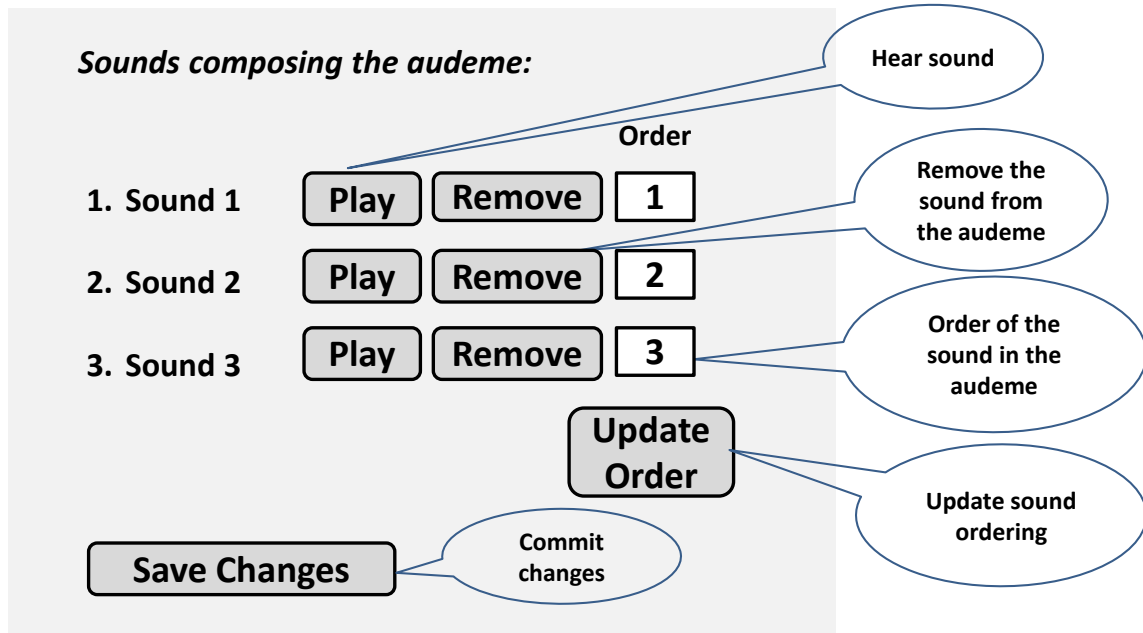 Sounds composing the audeme:
Hear sound
Order
1. Sound 1 Play Remove 1
Remove the
sound from
the audeme
2. Sound 2 Play Remove 2
3. Sound 3 Play Remove 3
Order of the
sound in the
audeme
Update
Order
Update sound
ordering
Save Changes
Commit
changes